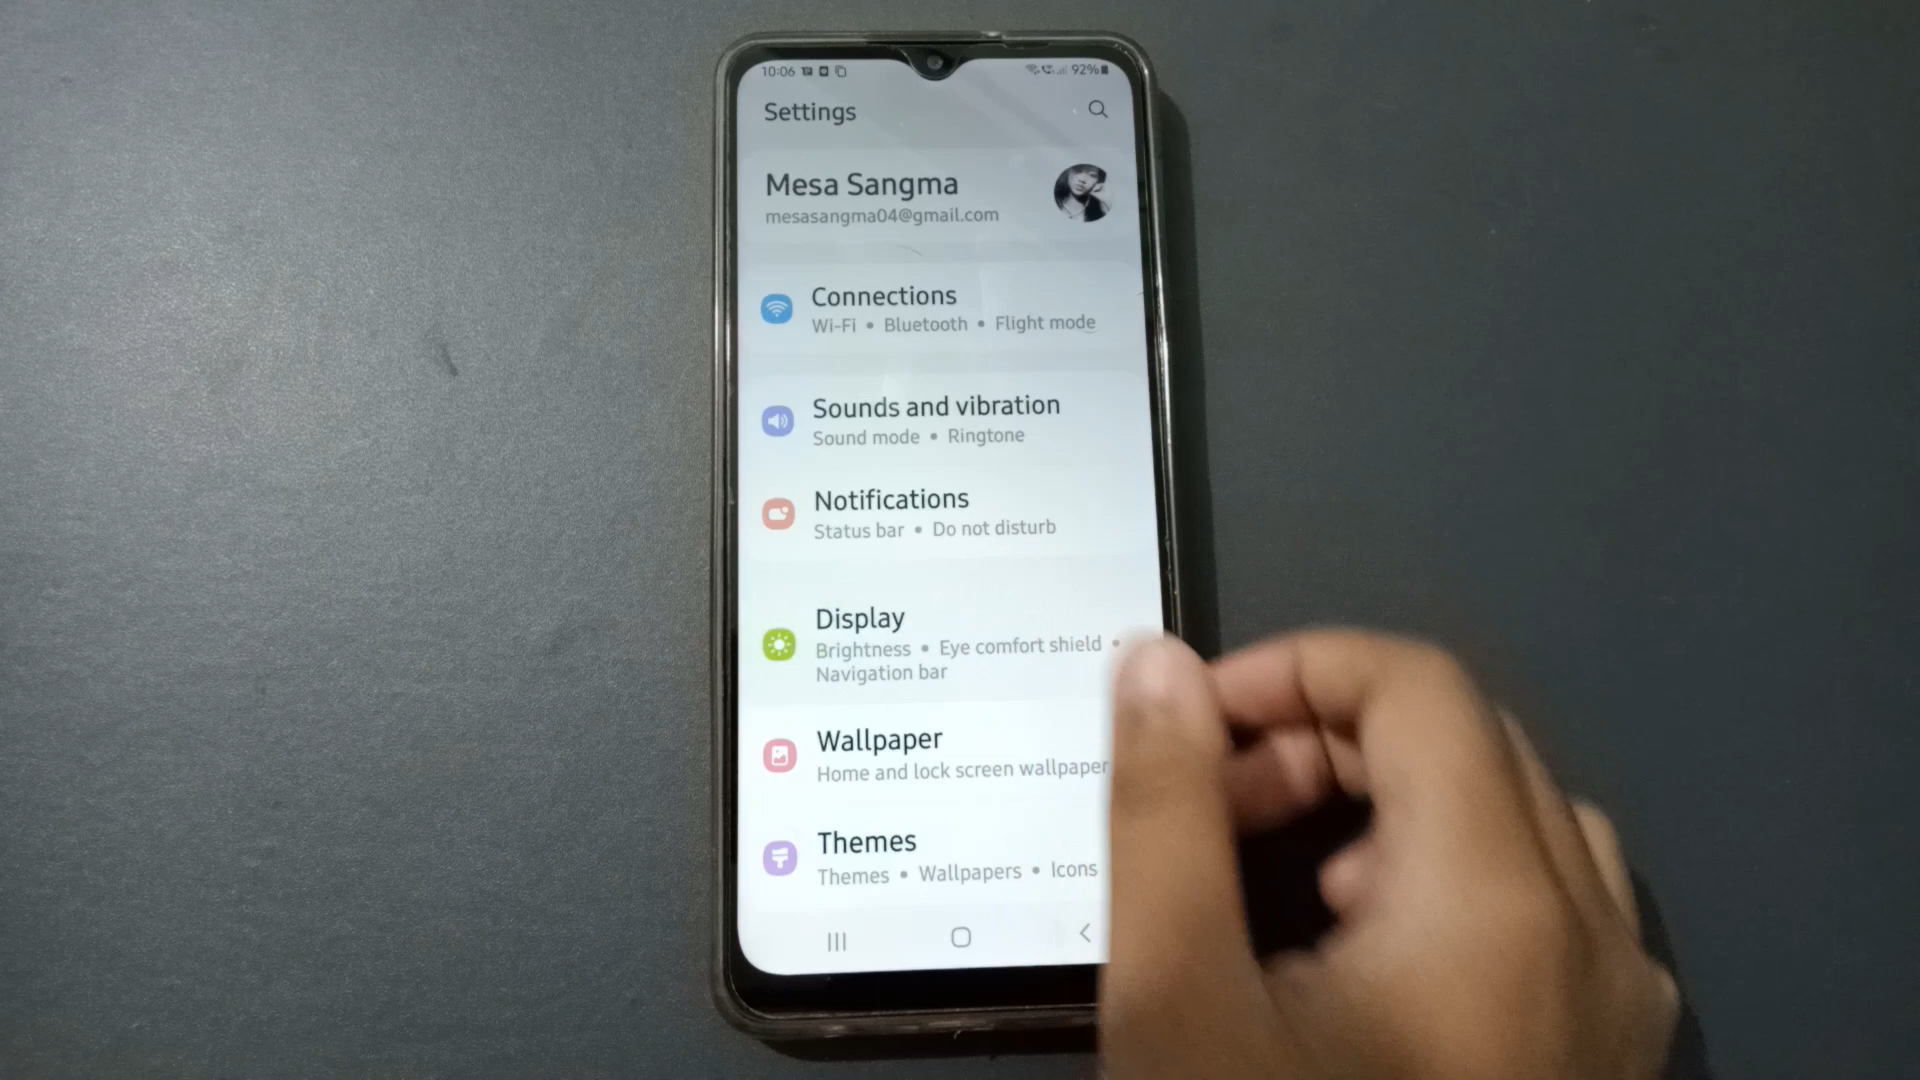 10:06 92%
Settings
Mesa Sangma
mesasangma04@gmail.com
Connections
Wi-Fi • Bluetooth • Flight mode
Sounds and vibration
Sound mode • Ringtone
Notifications
Status bar • Do not disturb
Display
Brightness • Eye comfort shield •
Navigation bar
Wallpaper
Home and lock screen wallpaper
Themes
Themes • Wallpapers • Icons